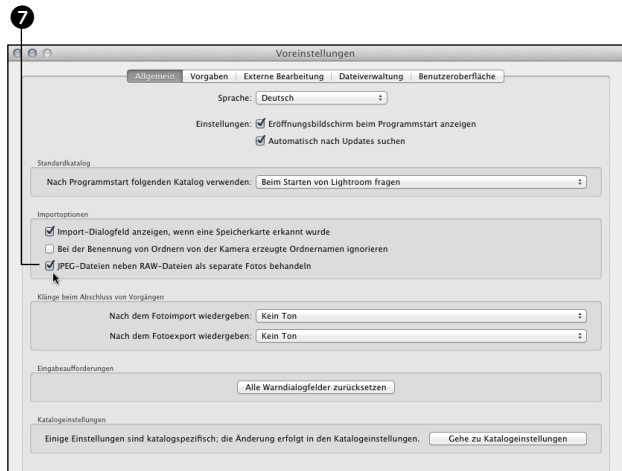 7
Voreinstellungen
Allgemein Vorgaben Externe Bearbeitung Dateiverwaltung Benutzeroberfläche
Sprache: Deutsch
Einstellungen: Eröffnungsbildschirm beim Programmstart anzeigen
Automatisch nach Updates suchen
Standardkatalog
Nach Programmstart folgenden Katalog verwenden: Beim Starten von Lightroom fragen
Importoptionen
Import-Dialogfeld anzeigen, wenn eine Speicherkarte erkannt wurde
Bei der Benennung von Ordnern von der Kamera erzeugte Ordnernamen ignorieren
JPEG-Dateien neben RAW-Dateien als separate Fotos behandeln
Klänge beim Abschluss von Vorgängen
Nach dem Fotoimport wiedergeben: Kein Ton
Nach dem Fotoexport wiedergeben: Kein Ton
Eingabeaufforderungen
Alle Warndialogfelder zurücksetzen
Katalogeinstellungen
Einige Einstellungen sind katalogspezifisch; die Änderung erfolgt in den Katalogeinstellungen. Gehe zu Katalogeinstellungen